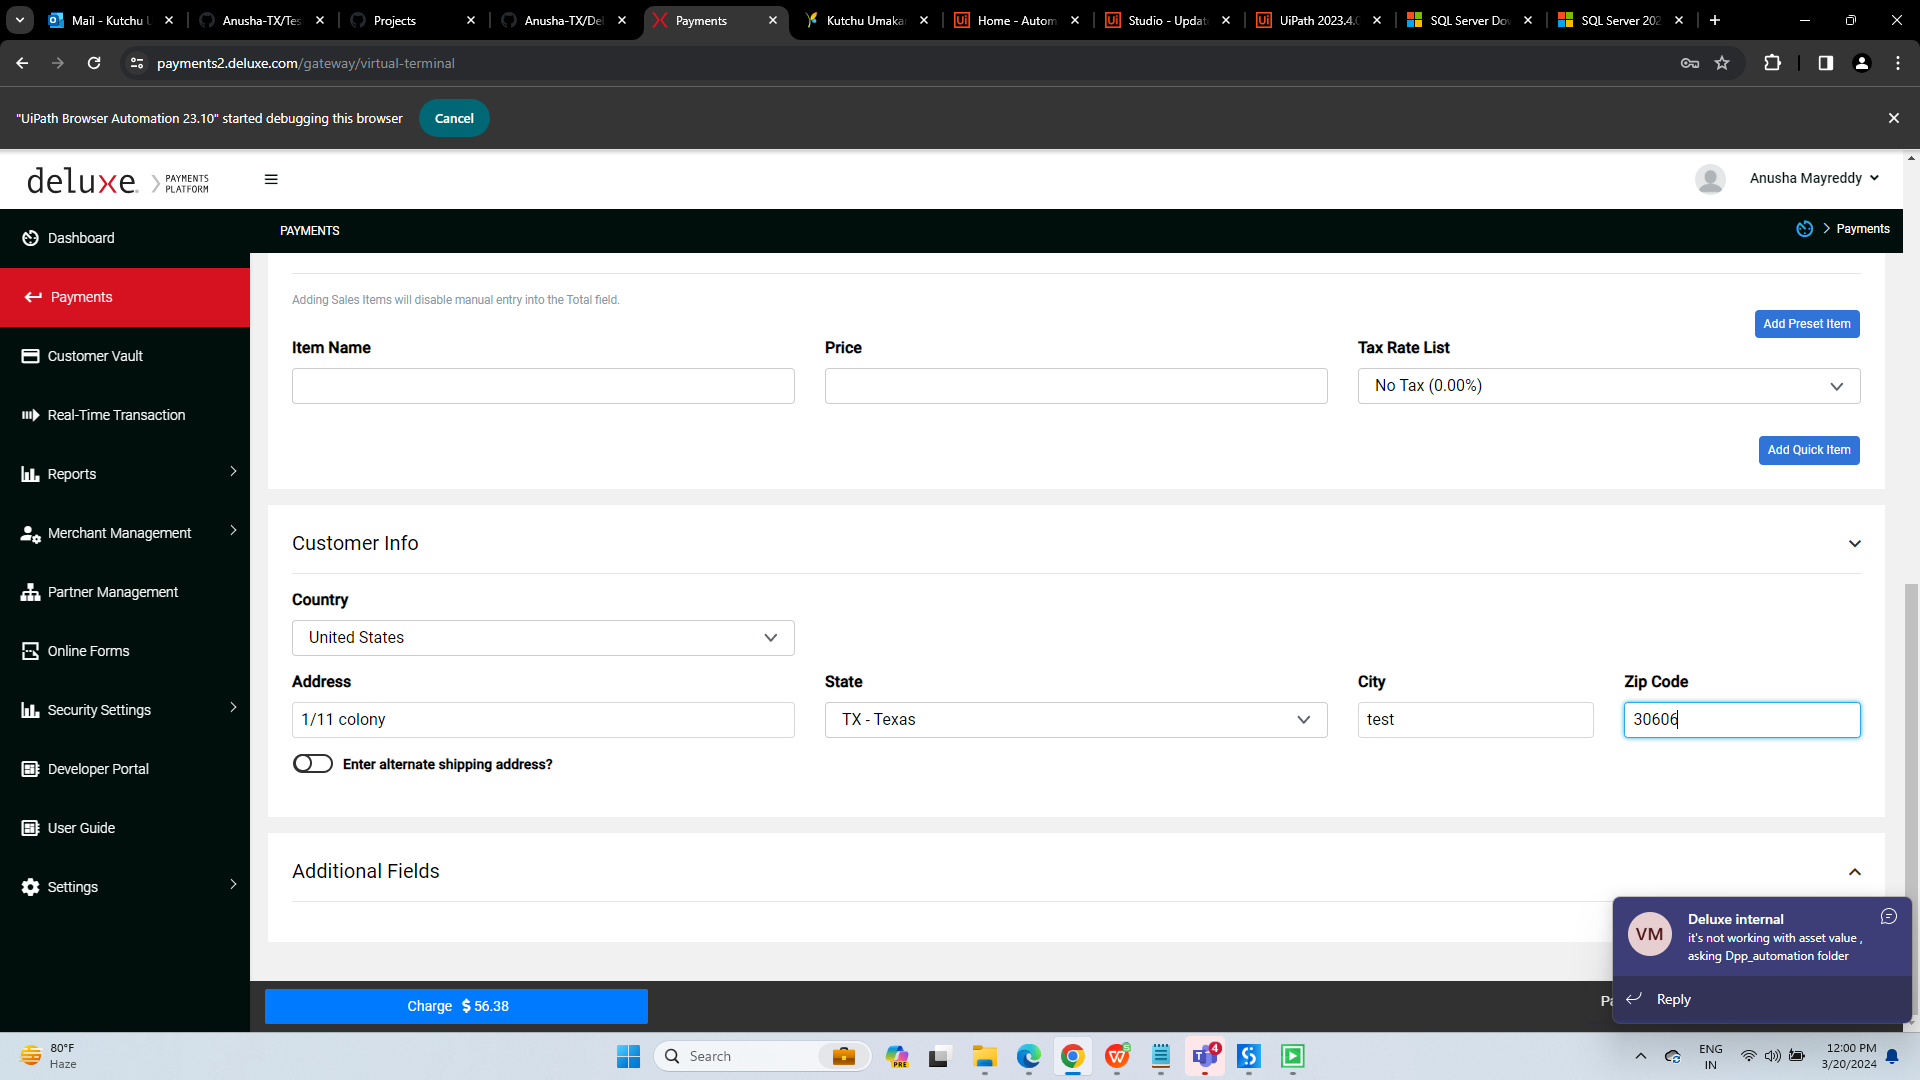 Mail - Kutchu U
Anusha-TX/Tes
Projects
Anusha-TX/Del
Payments
Kutchu Umakar
Home - Autom
Studio - Updat
UiPath 2023.4.0
SQL Server Do
SQL Server 202
payments2.deluxe.com/gateway/virtual-terminal
"UiPath Browser Automation 23.10" started debugging this browser
Cancel
deluxe. PAYMENTS PLATFORM
Anusha Mayreddy
PAYMENTS
Payments
Dashboard
Payments
Customer Vault
Real-Time Transaction
Reports
Merchant Management
Partner Management
Online Forms
Security Settings
Developer Portal
User Guide
Settings
Adding Sales Items will disable manual entry into the Total field.
Add Preset Item
Item Name
Price
Tax Rate List
No Tax (0.00%)
Add Quick Item
Customer Info
Country
United States
Address
State
City
Zip Code
1/11 colony
TX - Texas
test
30606
Enter alternate shipping address?
Additional Fields
Charge $ 56.38
Pa
VM
Deluxe internal
it's not working with asset value ,
asking Dpp_automation folder
Reply
80°F
Haze
Search
PRE
4
ENG
IN
12:00 PM
3/20/2024